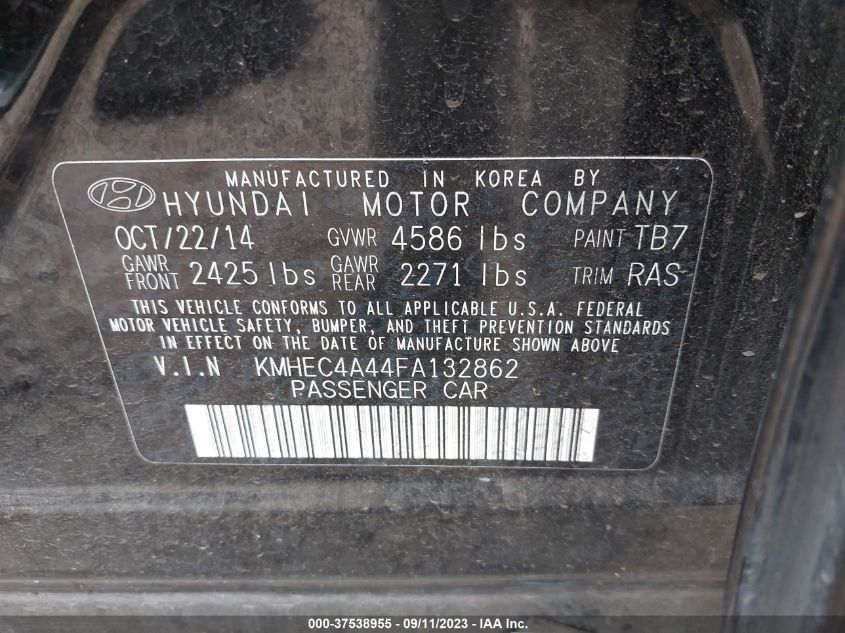 MANUFACTURED IN KOREA BY
HYUNDAI MOTOR COMPANY
OCT/22/14 GVWR 4586 lbs PAINT TB7
GAWR FRONT 2425 lbs GAWR REAR 2271 lbs TRIM RAS
THIS VEHICLE CONFORMS TO ALL APPLICABLE U.S.A. FEDERAL
MOTOR VEHICLE SAFETY, BUMPER, AND THEFT PREVENTION STANDARDS
IN EFFECT ON THE DATE OF MANUFACTURE SHOWN ABOVE.
V.I.N KMHEC4A44FA132862
PASSENGER CAR
000-37538955 - 09/11/2023 - IAA Inc.